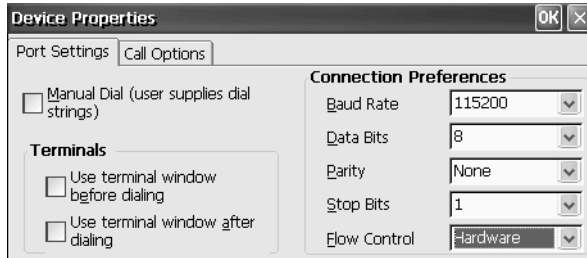 Device Properties OK
Port Settings Call Options
Manual Dial (user supplies dial
strings)
Terminals
Use terminal window
before dialing
Use terminal window after
dialing
Connection Preferences
Baud Rate 115200
Data Bits 8
Parity None
Stop Bits 1
Flow Control Hardware